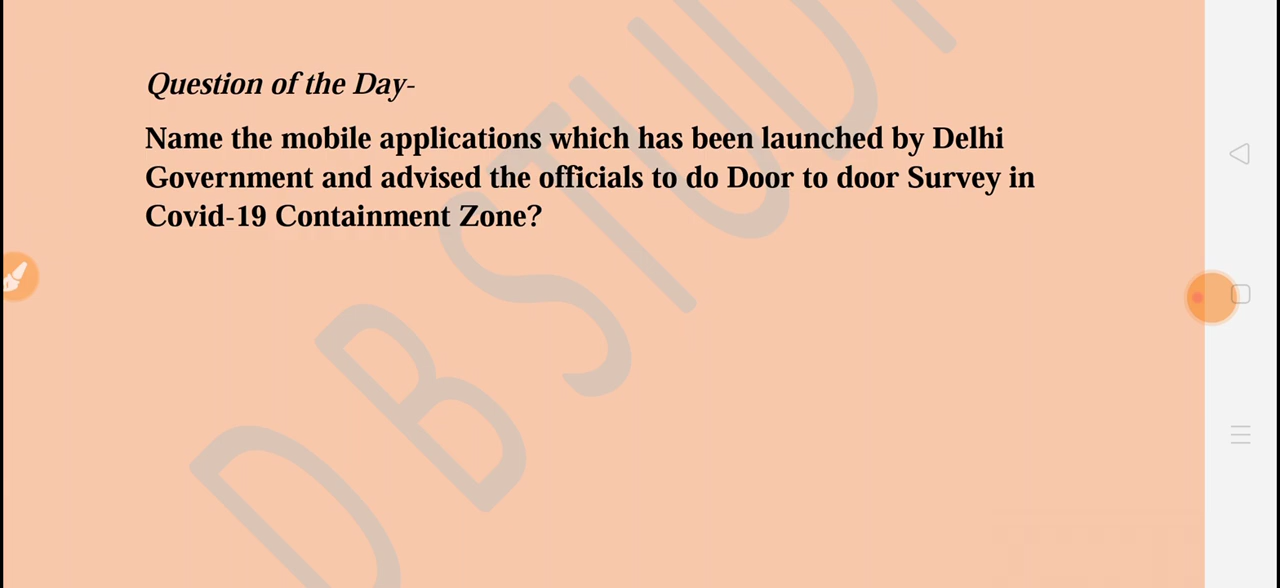 Question of the Day-
Name the mobile applications which has been launched by Delhi
Government and advised the officials to do Door to door Survey in
Covid-19 Containment Zone?
D B STUDY